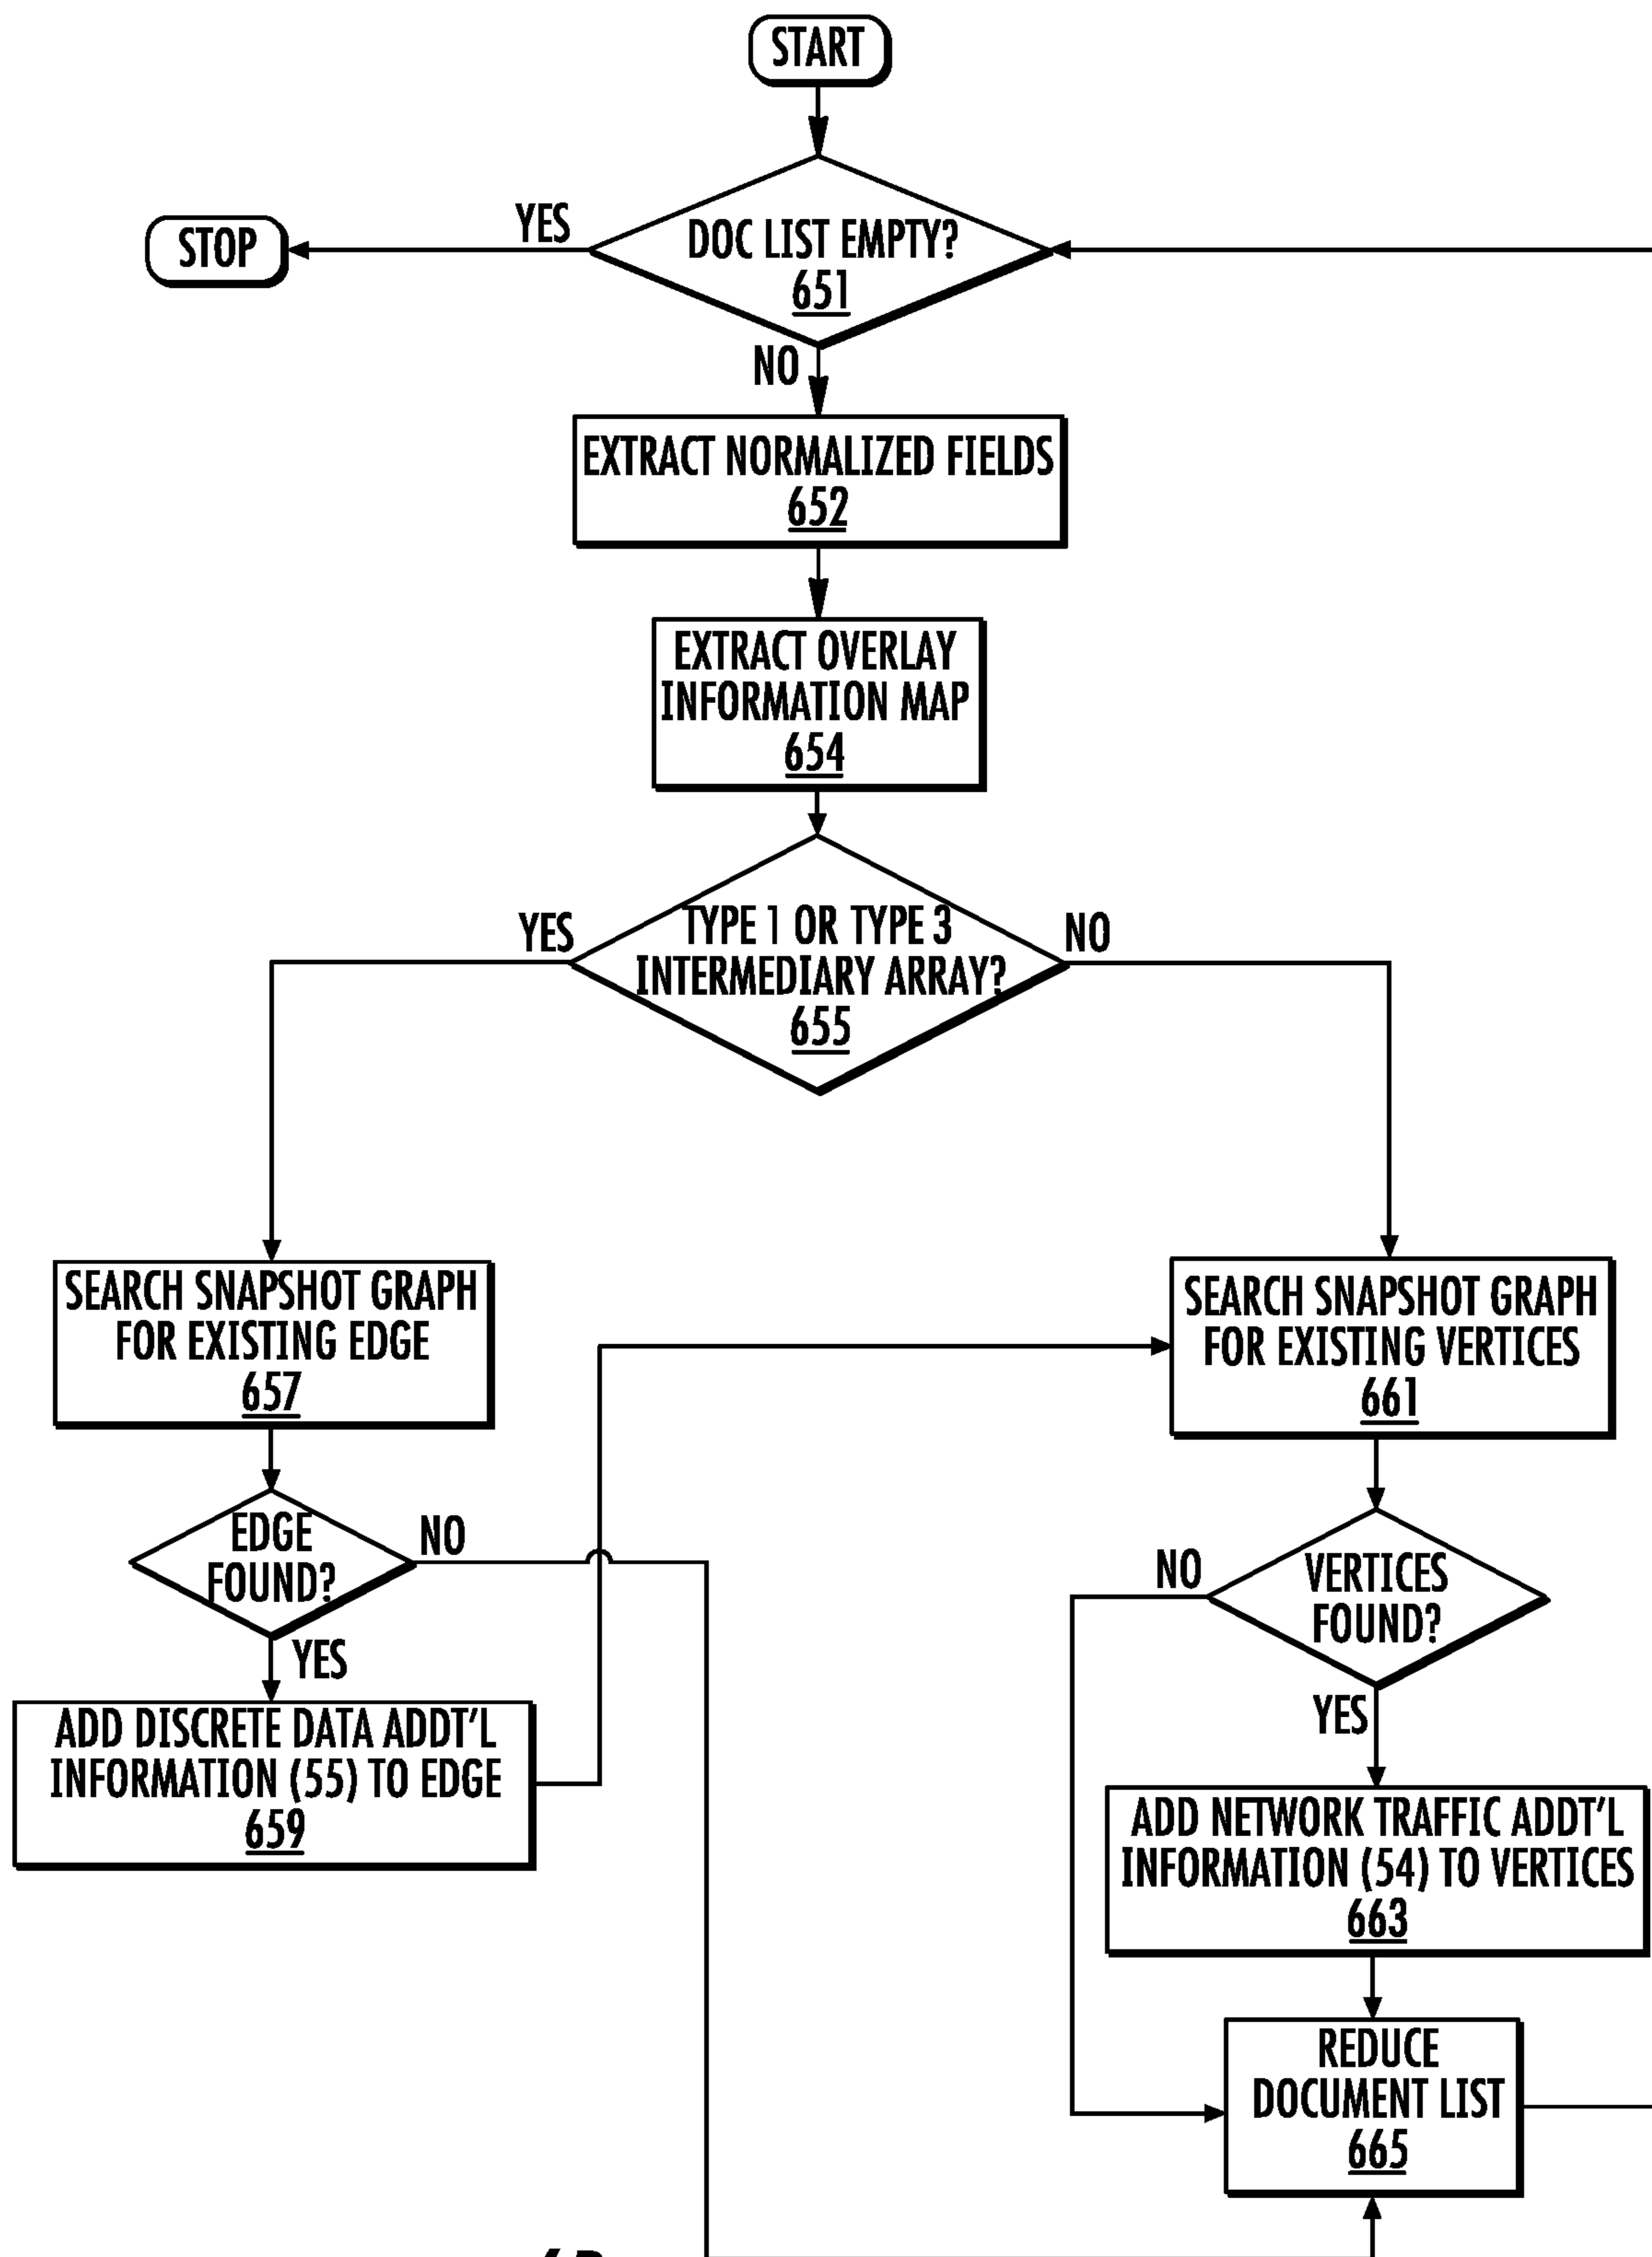 START
YES
STOP
DOC LIST EMPTY?
651
NO
EXTRACT NORMALIZED FIELDS
652
EXTRACT OVERLAY
INFORMATION MAP
654
YES
TYPE 1 OR TYPE 3
INTERMEDIARY ARRAY?
655
NO
SEARCH SNAPSHOT GRAPH
FOR EXISTING EDGE
657
SEARCH SNAPSHOT GRAPH
FOR EXISTING VERTICES
661
EDGE
FOUND?
NO
YES
NO
VERTICES
FOUND?
YES
ADD DISCRETE DATA ADDT'L
INFORMATION (55) TO EDGE
659
ADD NETWORK TRAFFIC ADDT'L
INFORMATION (54) TO VERTICES
663
REDUCE
DOCUMENT LIST
665